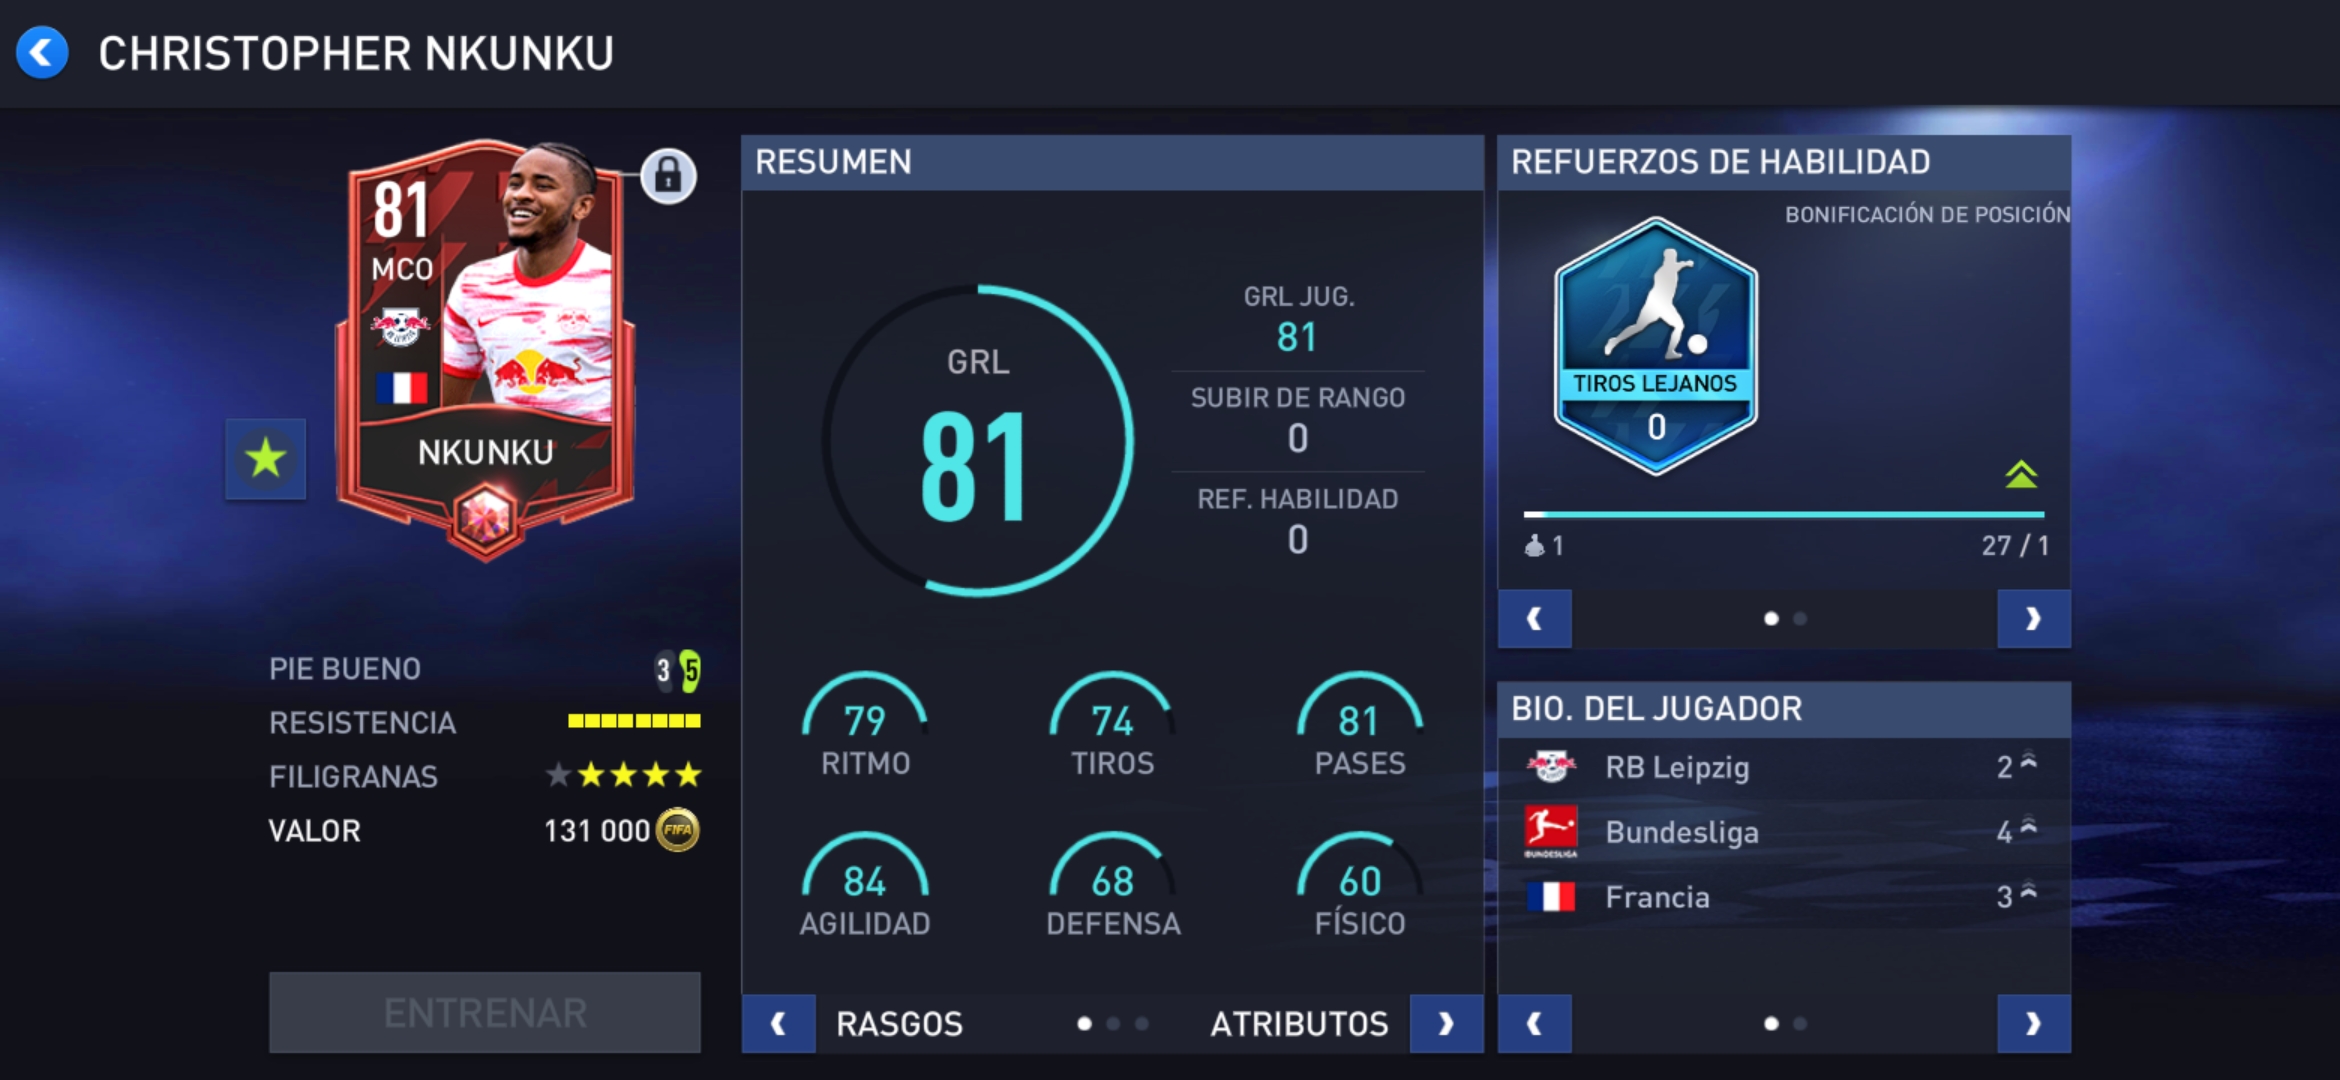 CHRISTOPHER NKUNKU
81
MCO
NKUNKU
PIE BUENO 3 5
RESISTENCIA
FILIGRANAS
VALOR 131 000 FIFA
ENTRENAR
RESUMEN
GRL
81
GRL JUG.
81
SUBIR DE RANGO
0
REF. HABILIDAD
0
79 74 81
RITMO TIROS PASES
84 68 60
AGILIDAD DEFENSA FÍSICO
RASGOS ATRIBUTOS
REFUERZOS DE HABILIDAD
BONIFICACIÓN DE POSICIÓN
TIROS LEJANOS
0
1 27 / 1
BIO. DEL JUGADOR
RB Leipzig 2
Bundesliga 4
BUNDESLIGA
Francia 3